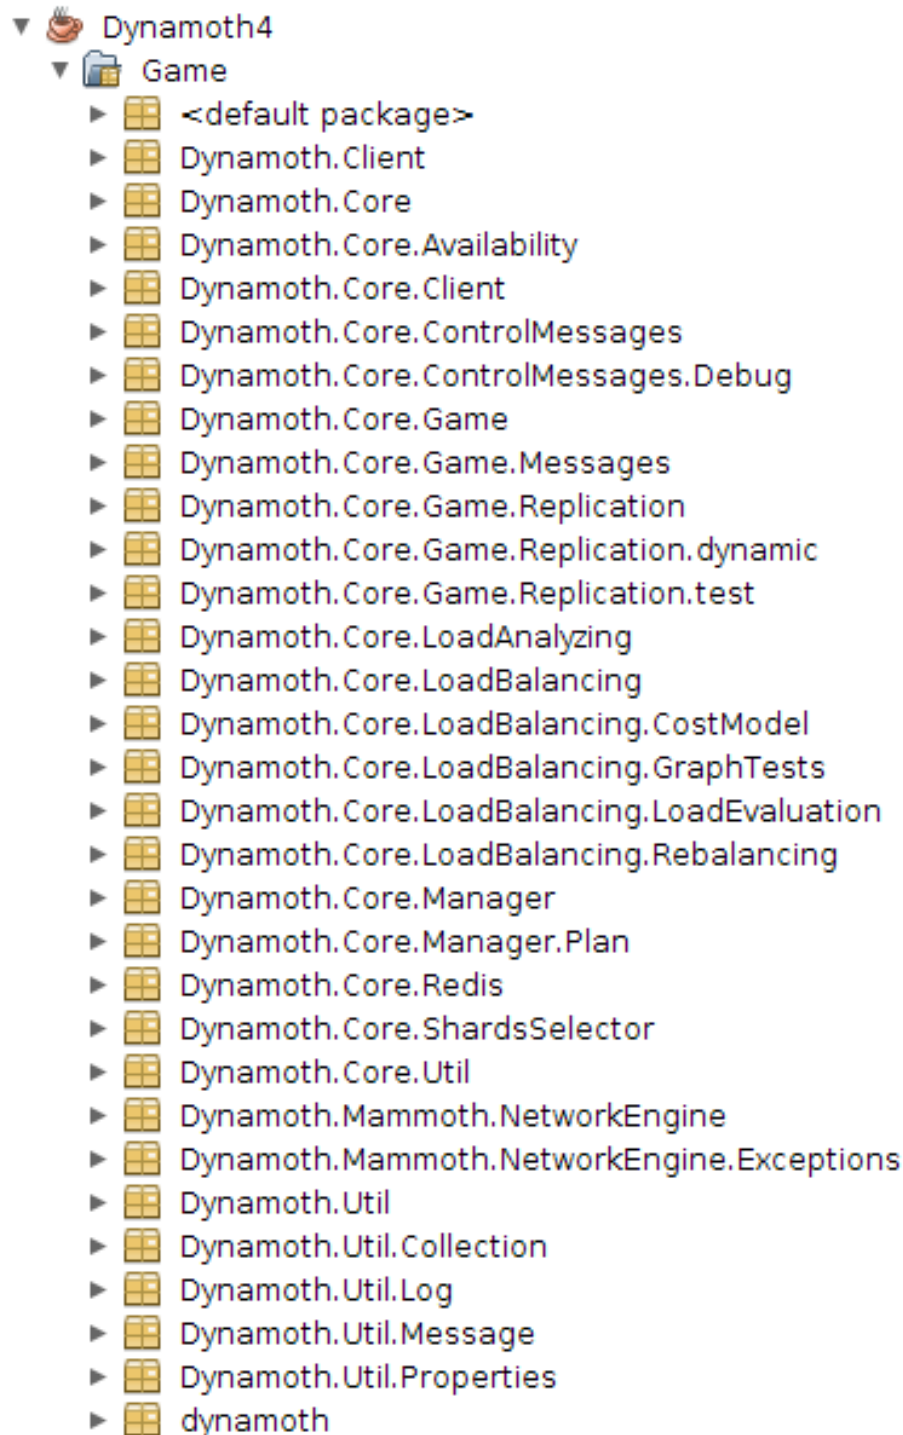 Dynamoth4
Game
<default package>
Dynamoth.Client
Dynamoth.Core
Dynamoth.Core.Availability
Dynamoth.Core.Client
Dynamoth.Core.ControlMessages
Dynamoth.Core.ControlMessages.Debug
Dynamoth.Core.Game
Dynamoth.Core.Game.Messages
Dynamoth.Core.Game.Replication
Dynamoth.Core.Game.Replication.dynamic
Dynamoth.Core.Game.Replication.test
Dynamoth.Core.LoadAnalyzing
Dynamoth.Core.LoadBalancing
Dynamoth.Core.LoadBalancing.CostModel
Dynamoth.Core.LoadBalancing.GraphTests
Dynamoth.Core.LoadBalancing.LoadEvaluation
Dynamoth.Core.LoadBalancing.Rebalancing
Dynamoth.Core.Manager
Dynamoth.Core.Manager.Plan
Dynamoth.Core.Redis
Dynamoth.Core.ShardsSelector
Dynamoth.Core.Util
Dynamoth.Mammoth.NetworkEngine
Dynamoth.Mammoth.NetworkEngine.Exceptions
Dynamoth.Util
Dynamoth.Util.Collection
Dynamoth.Util.Log
Dynamoth.Util.Message
Dynamoth.Util.Properties
dynamoth